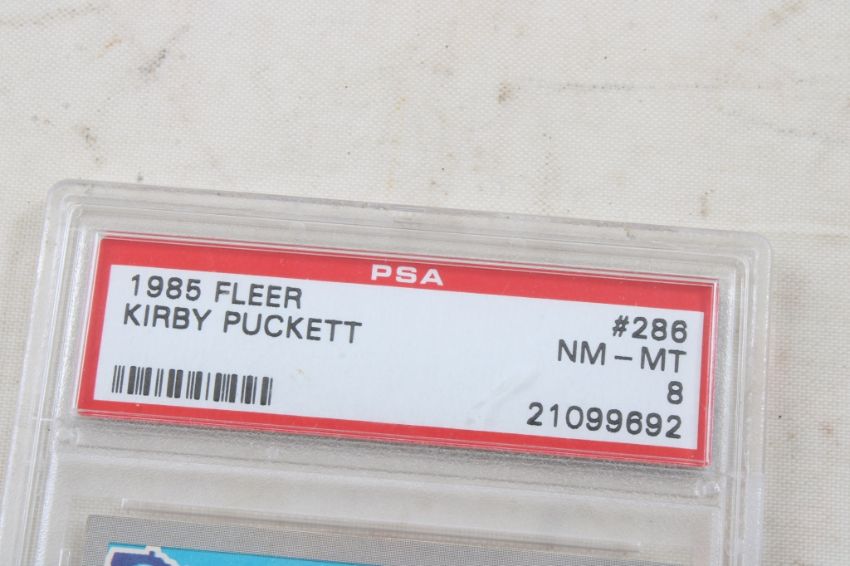 PSA
1985 FLEER #286
KIRBY PUCKETT NM - MT
8
21099692